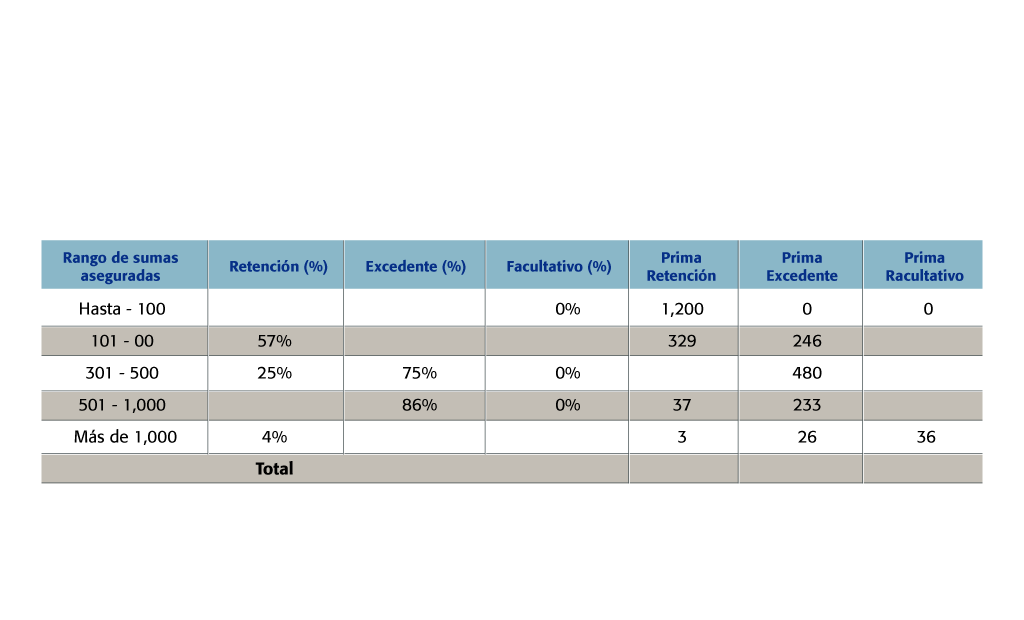 Rango de sumas aseguradas Retención (%) Excedente (%) Facultativo (%) Prima Retención Prima Excedente Prima Racultativo
Hasta - 100 0% 1,200 0 0
101 - 00 57% 329 246
301 - 500 25% 75% 0% 480
501 - 1,000 86% 0% 37 233
Más de 1,000 4% 3 26 36
Total